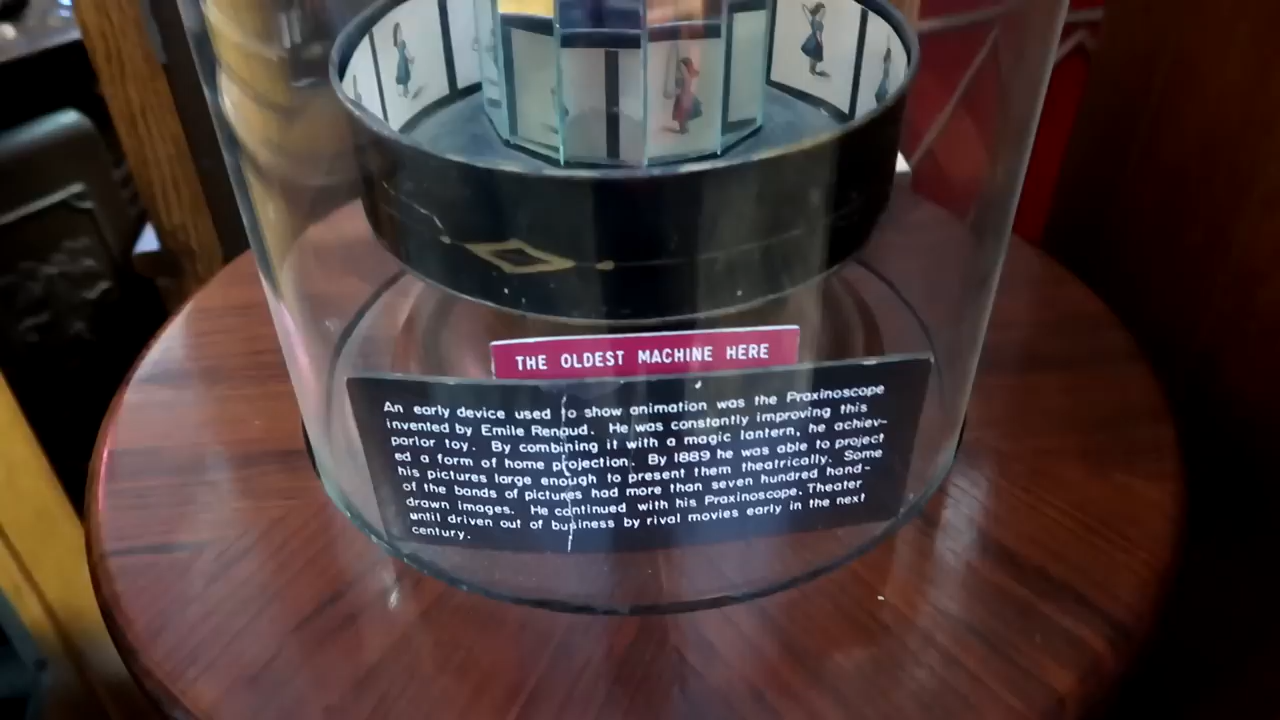 THE OLDEST MACHINE HERE
An early device used to show animation was the Praxinoscope
invented by Emile Renaud. He was constantly improving this
parlor toy. By combining it with a magic lantern, he achiev-
ed a form of home projection. By 1889 he was able to project
his pictures large enough to present them theatrically. Some
of the bands of pictures had more than seven hundred hand-
drawn images. He continued with his Praxinoscope. Theater
until driven out of business by rival movies early in the next
century.